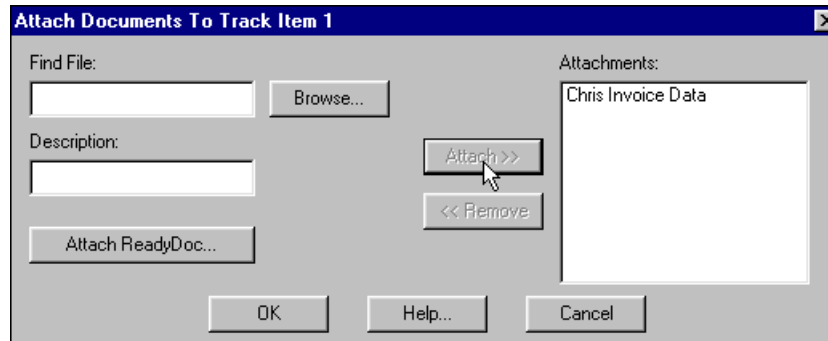 Attach Documents To Track Item 1
Find File:
Browse...
Description:
Attach ReadyDoc...
Attach >>
<< Remove
Attachments:
Chris Invoice Data
OK
Help...
Cancel